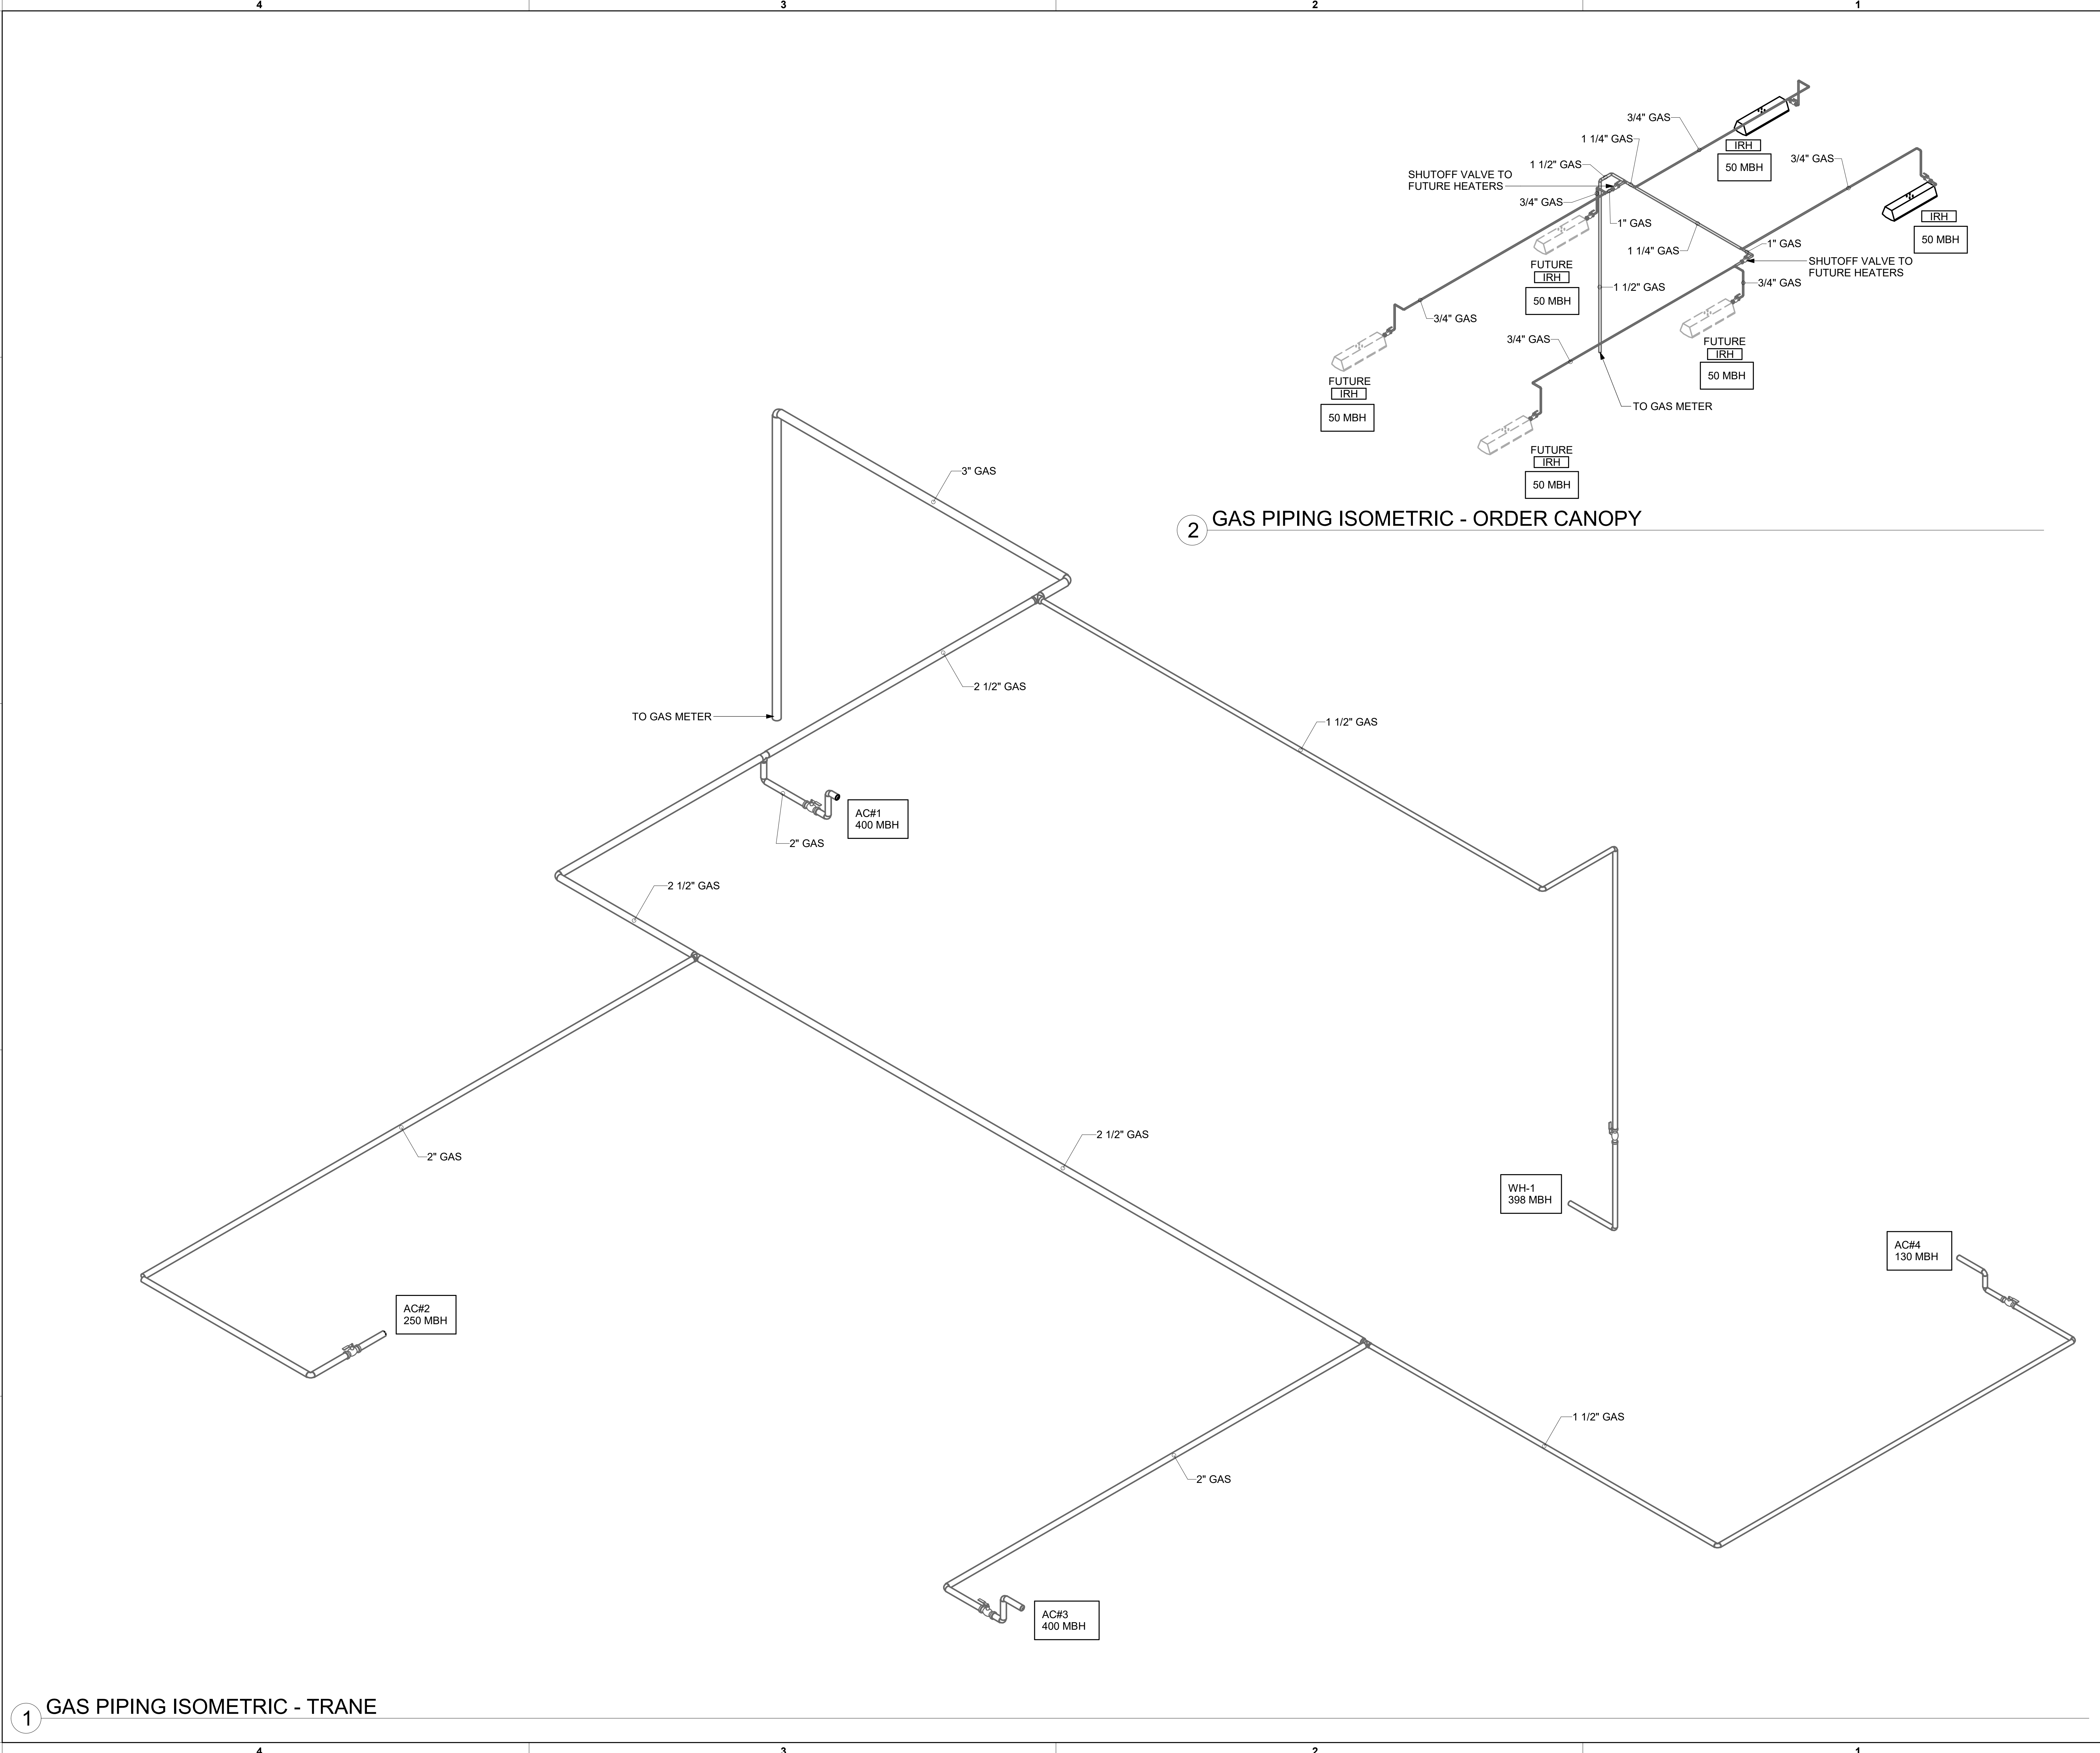 4
3
2
1
3/4" GAS
1 1/4" GAS
1 1/2" GAS
SHUTOFF VALVE TO
FUTURE HEATERS
3/4" GAS
IRH
50 MBH
3/4" GAS
IRH
50 MBH
1" GAS
1 1/4" GAS
1" GAS
SHUTOFF VALVE TO
FUTURE HEATERS
3/4" GAS
FUTURE
IRH
50 MBH
1 1/2" GAS
3/4" GAS
3/4" GAS
FUTURE
IRH
50 MBH
FUTURE
IRH
50 MBH
TO GAS METER
FUTURE
IRH
50 MBH
2
GAS PIPING ISOMETRIC - ORDER CANOPY
3" GAS
2 1/2" GAS
TO GAS METER
1 1/2" GAS
AC#1
400 MBH
2" GAS
2 1/2" GAS
2" GAS
2 1/2" GAS
WH-1
398 MBH
AC#4
130 MBH
AC#2
250 MBH
1 1/2" GAS
2" GAS
AC#3
400 MBH
1
GAS PIPING ISOMETRIC - TRANE
4
3
2
1